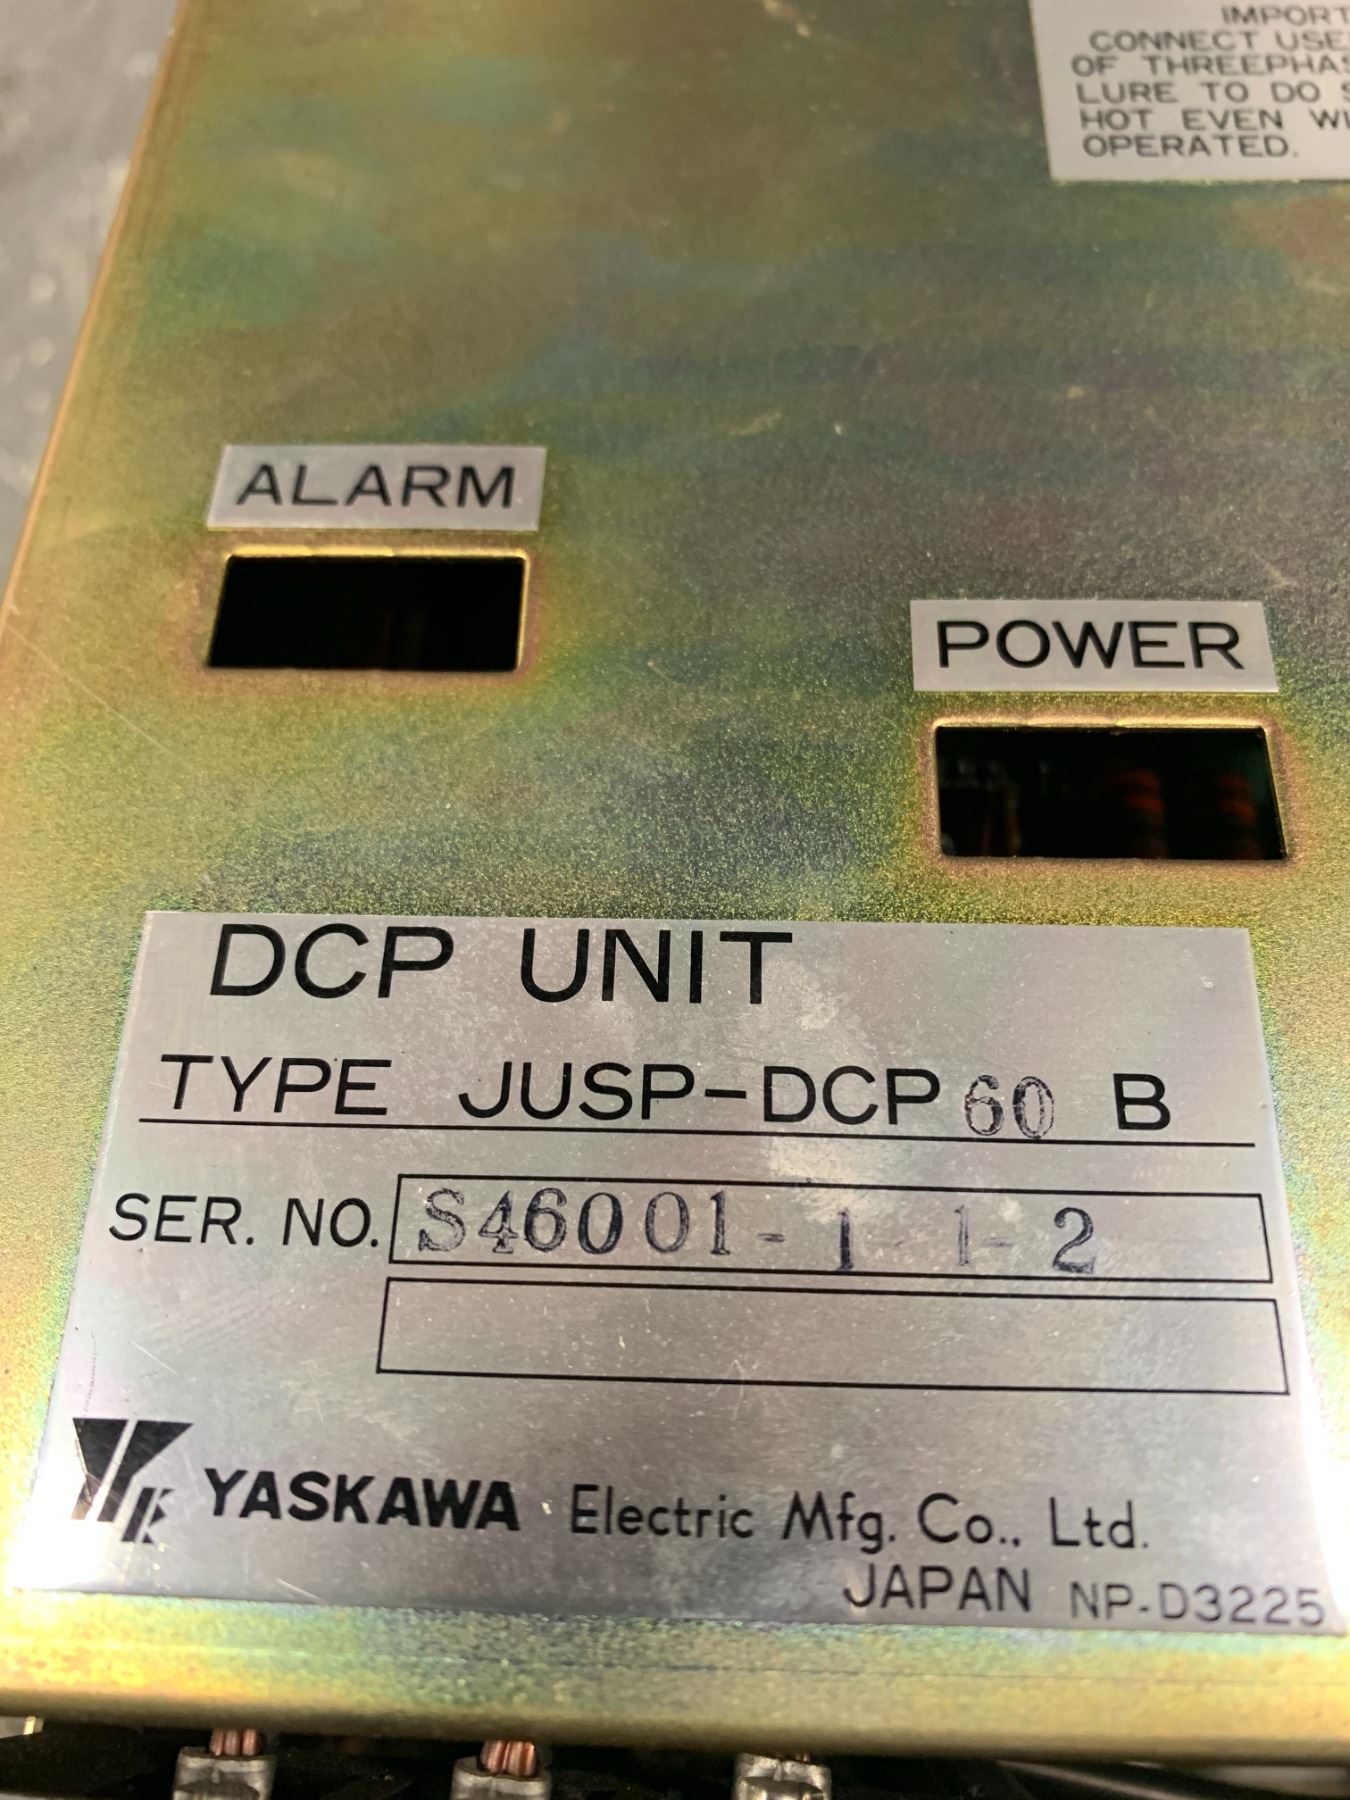 IMPORT
CONNECT USE
OF THREEPHAS
LURE TO DO S
HOT EVEN WI
OPERATED.
ALARM
POWER
DCP UNIT
TYPE JUSP-DCP 60 B
SER. NO. S46001-1-1-2
YASKAWA Electric Mfg. Co., Ltd.
JAPAN NP-D3225